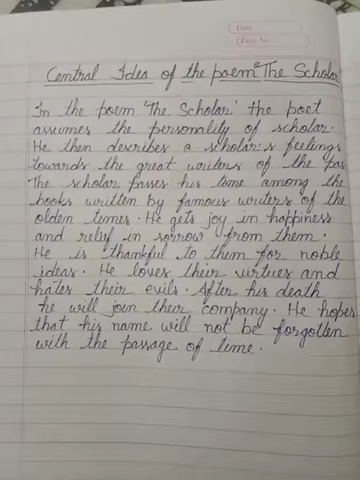 Date
Page No.
Central Idea of the poem "The Scholar
In the poem 'The Scholar' the poet
assumes the personality of scholar.
He then describes a scholar's feelings
towards the great writers of the pas
The scholar passes his time among the
books written by famous writers of the
olden times. He gets joy in happiness
and relief in sorrow from them.
He is thankful to them for noble
ideas. He loves their virtues and
hates their evils. After his death
he will join their company. He hopes
that his name will not be forgotten
with the passage of time.